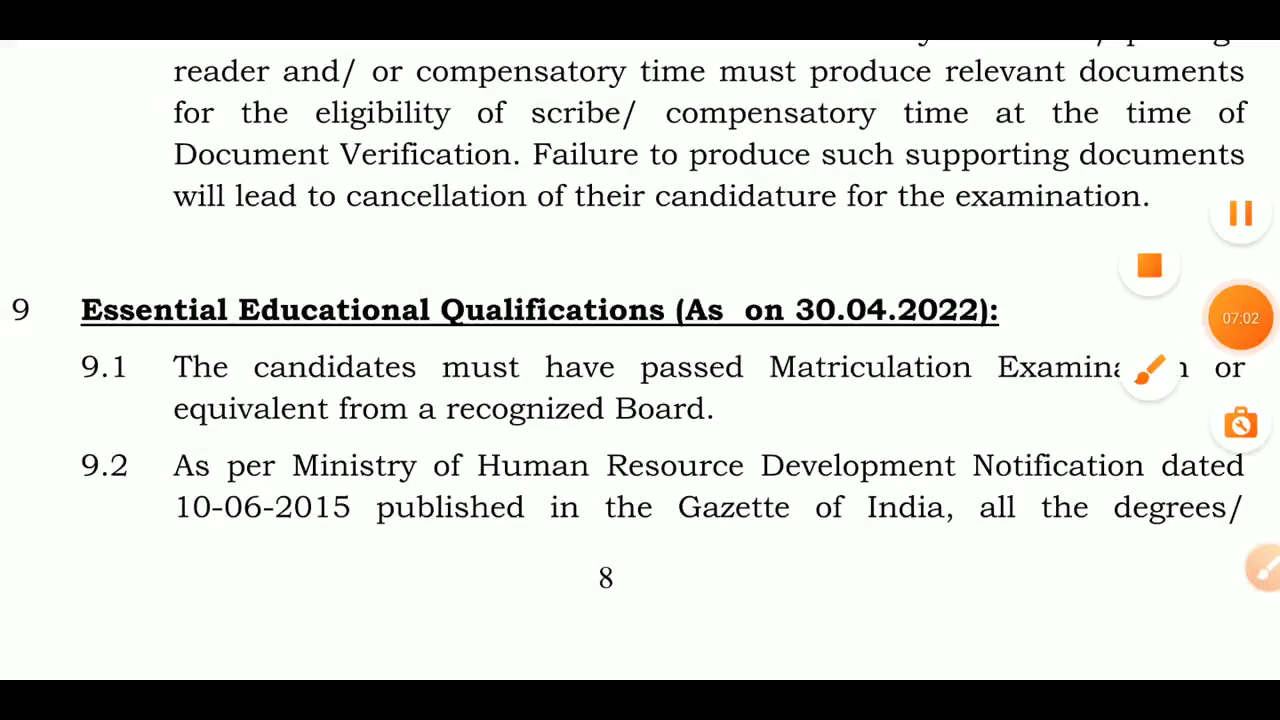 reader and/ or compensatory time must produce relevant documents
for the eligibility of scribe/ compensatory time at the time of
Document Verification. Failure to produce such supporting documents
will lead to cancellation of their candidature for the examination.
9 Essential Educational Qualifications (As on 30.04.2022):
07:02
9.1 The candidates must have passed Matriculation or
equivalent from a recognized Board.
9.2 As per Ministry of Human Resource Development Notification dated
10-06-2015 published in the Gazette of India, all the degrees/
8